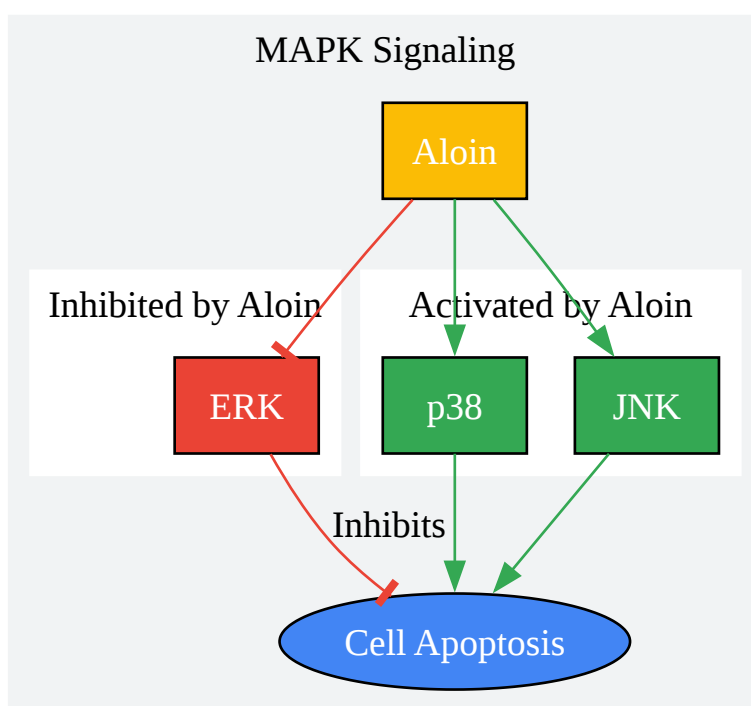 MAPK Signaling
Aloin
Inhibited by Aloin
Activated by Aloin
ERK
p38
JNK
Inhibits
Cell Apoptosis